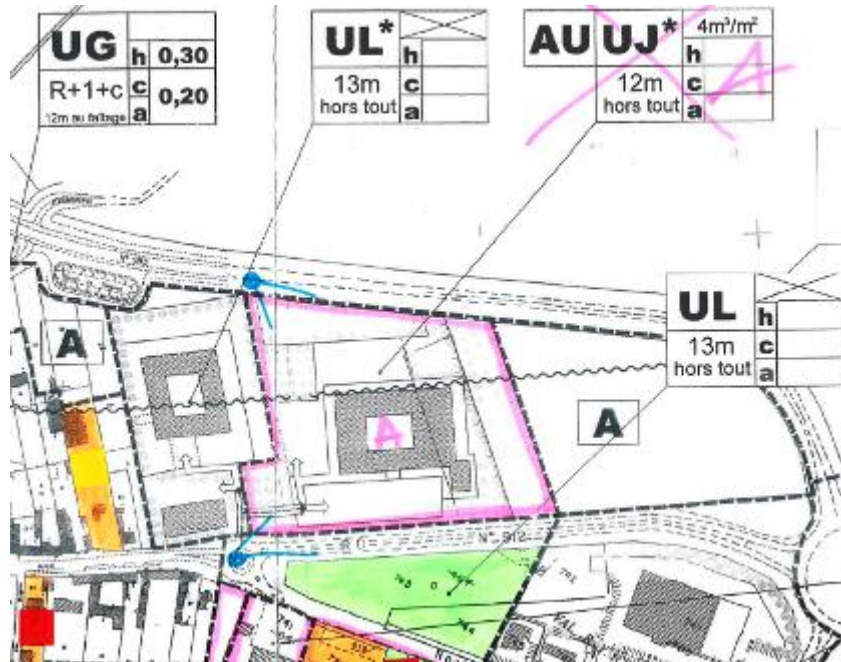 UG
h 0,30
R+1+c
c
0,20
12m au faîtage
a
UL*
h
13m
hors tout
c
a
AU UJ* 4m³/m²
h
12m
hors tout
c
a
A
UL
h
13m
hors tout
c
a
A
A
A
N°